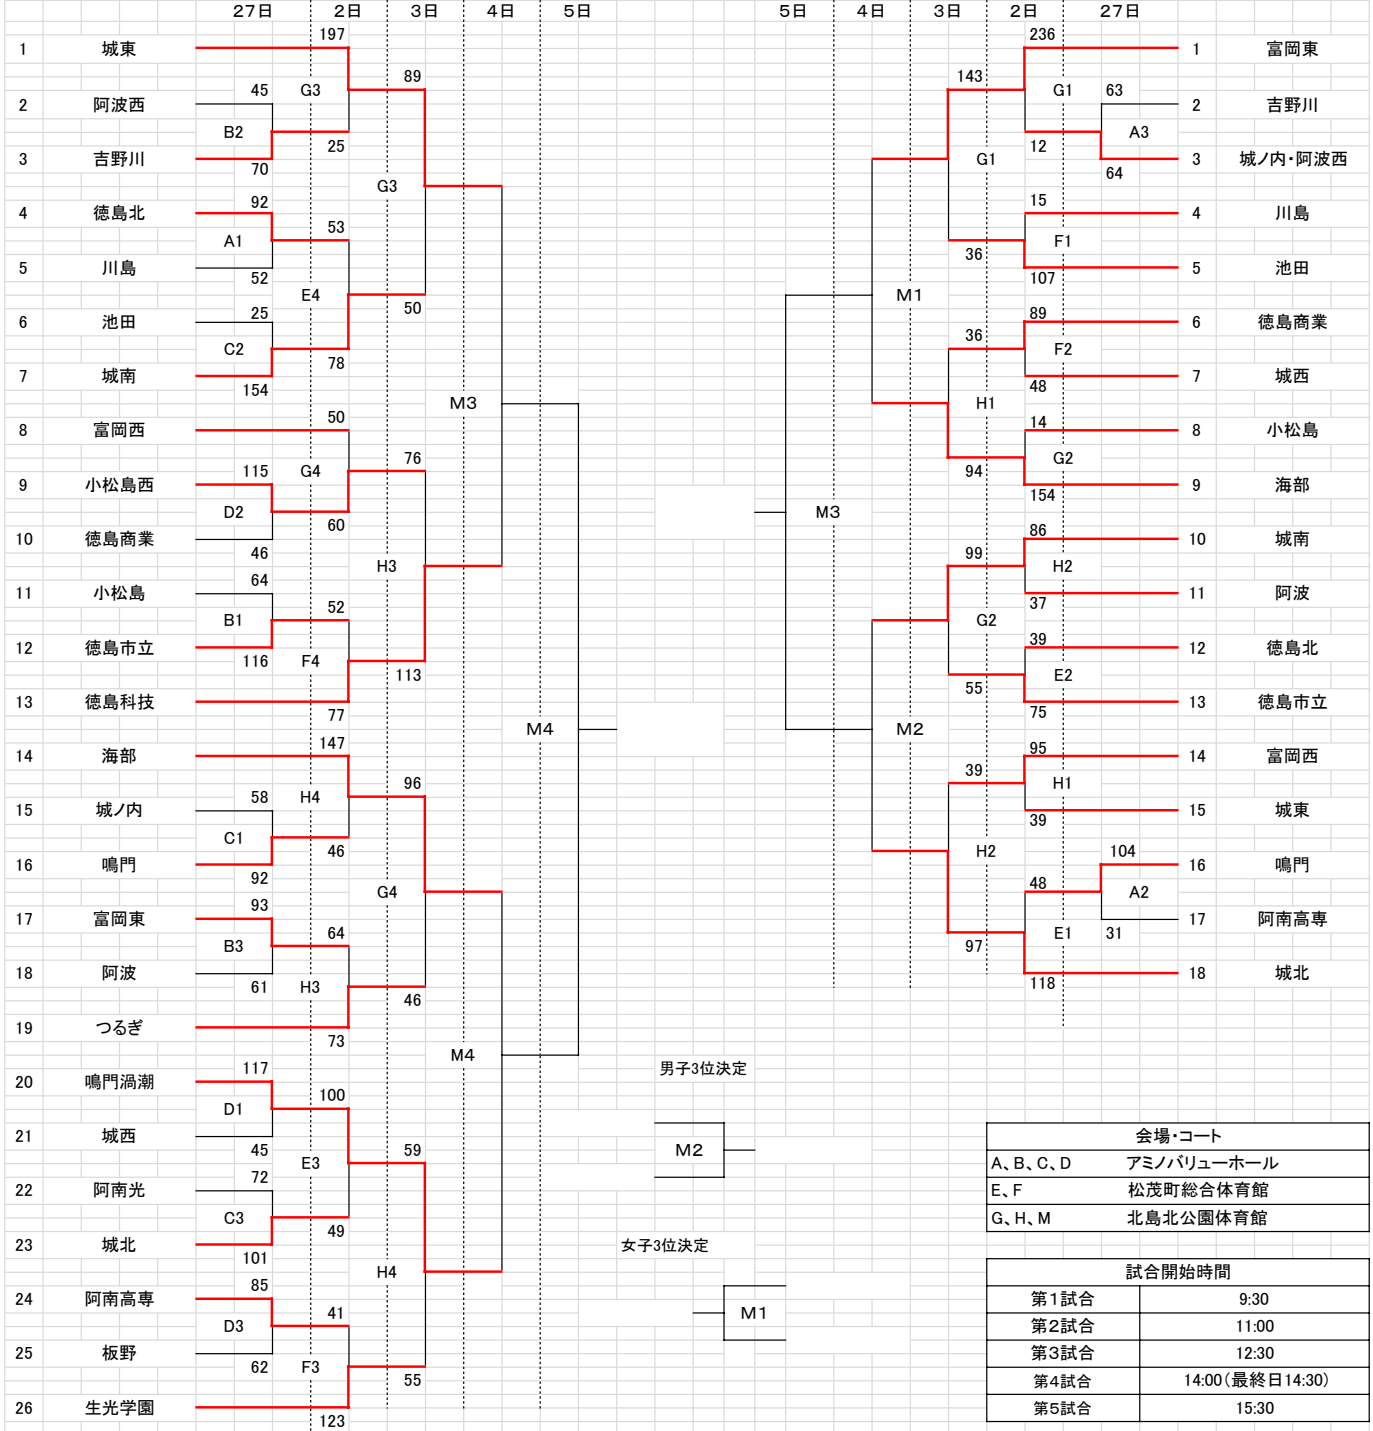 27日 2日 3日 4日 5日 5日 4日 3日 2日 27日
197 236
1 城東 1 富岡東
89 143
45 G3 G1 63
2 阿波西 2 吉野川
B2 A3
25 12
3 吉野川 G1 3 城ノ内・阿波西
70 64
G3
92 15
4 徳島北 4 川島
53
A1 F1
36
5 川島 5 池田
52 107
E4 M1
25 50 89
6 池田 6 徳島商業
36
C2 F2
78
7 城南 7 城西
154 48
M3 H1
50 14
8 富岡西 8 小松島
76
115 G4 G2
94
9 小松島西 9 海部
154
D2 M3
60 86
10 徳島商業 10 城南
46 99
H3 H2
64
11 小松島 11 阿波
52 37
B1 G2
39
12 徳島市立 12 徳島北
116 F4
113 E2
55
13 徳島科技 13 徳島市立
77 75
M4 M2
147 95
14 海部 14 富岡西
96 39
58 H4 H1
15 城ノ内 15 城東
39
C1
46 H2 104
16 鳴門 16 鳴門
92 48
G4 A2
93
17 富岡東 17 阿南高専
64 E1 31
B3
97
18 阿波 18 城北
61 H3 118
46
19 つるぎ
73
M4
117 男子3位決定
20 鳴門渦潮
100
D1
21 城西 会場・コート
45 59 M2
E3 A、B、C、D アミノバリューホール
72
22 阿南光 E、F 松茂町総合体育館
C3 G、H、M 北島北公園体育館
49
23 城北 女子3位決定
101
H4 試合開始時間
85
24 阿南高専 第1試合 9:30
41 M1
D3 第2試合 11:00
25 板野 第3試合 12:30
62 F3
55 第4試合 14:00(最終日14:30)
26 生光学園 第5試合 15:30
123